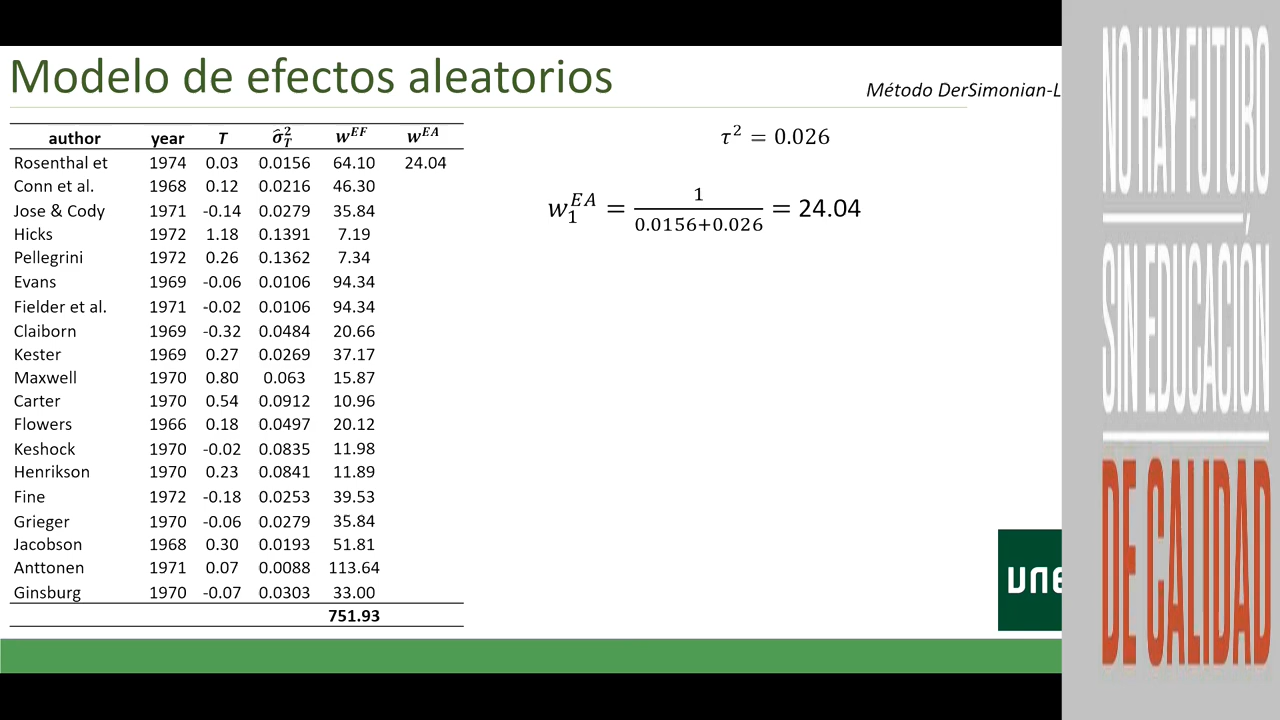 Modelo de efectos aleatorios
Método DerSimonian-L
author year T σ̂²_T w^EF w^EA
Rosenthal et 1974 0.03 0.0156 64.10 24.04
Conn et al. 1968 0.12 0.0216 46.30
Jose & Cody 1971 -0.14 0.0279 35.84
Hicks 1972 1.18 0.1391 7.19
Pellegrini 1972 0.26 0.1362 7.34
Evans 1969 -0.06 0.0106 94.34
Fielder et al. 1971 -0.02 0.0106 94.34
Claiborn 1969 -0.32 0.0484 20.66
Kester 1969 0.27 0.0269 37.17
Maxwell 1970 0.80 0.063 15.87
Carter 1970 0.54 0.0912 10.96
Flowers 1966 0.18 0.0497 20.12
Keshock 1970 -0.02 0.0835 11.98
Henrikson 1970 0.23 0.0841 11.89
Fine 1972 -0.18 0.0253 39.53
Grieger 1970 -0.06 0.0279 35.84
Jacobson 1968 0.30 0.0193 51.81
Anttonen 1971 0.07 0.0088 113.64
Ginsburg 1970 -0.07 0.0303 33.00
751.93
τ² = 0.026
w₁^EA = 1 / (0.0156+0.026) = 24.04
UNE
NO HAY FUTURO
SIN EDUCACIÓN
DE CALIDAD